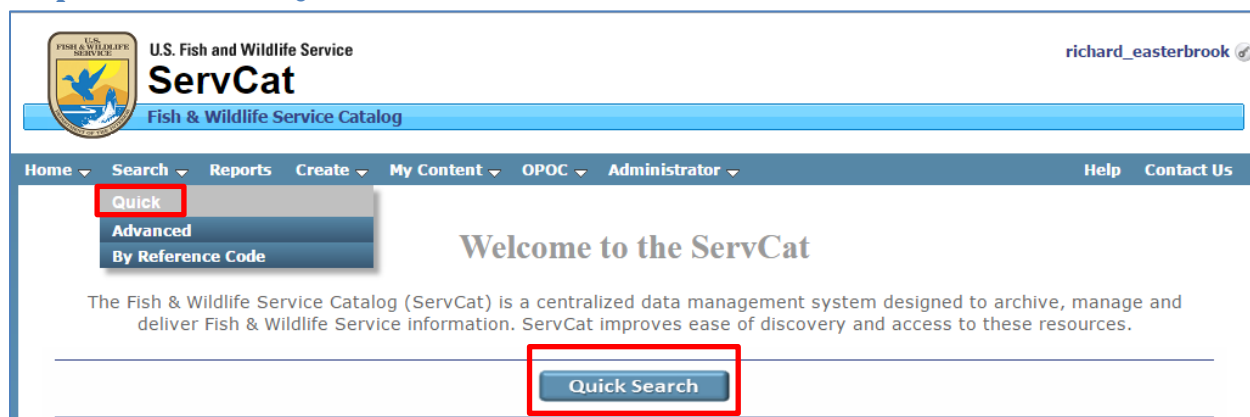 U.S.
FISH & WILDLIFE
SERVICE
U.S. Fish and Wildlife Service
richard_easterbrook
ServCat
Fish & Wildlife Service Catalog
Home Search Reports Create My Content OPOC Administrator Help Contact Us
Quick
Advanced
By Reference Code
Welcome to the ServCat
The Fish & Wildlife Service Catalog (ServCat) is a centralized data management system designed to archive, manage and
deliver Fish & Wildlife Service information. ServCat improves ease of discovery and access to these resources.
Quick Search